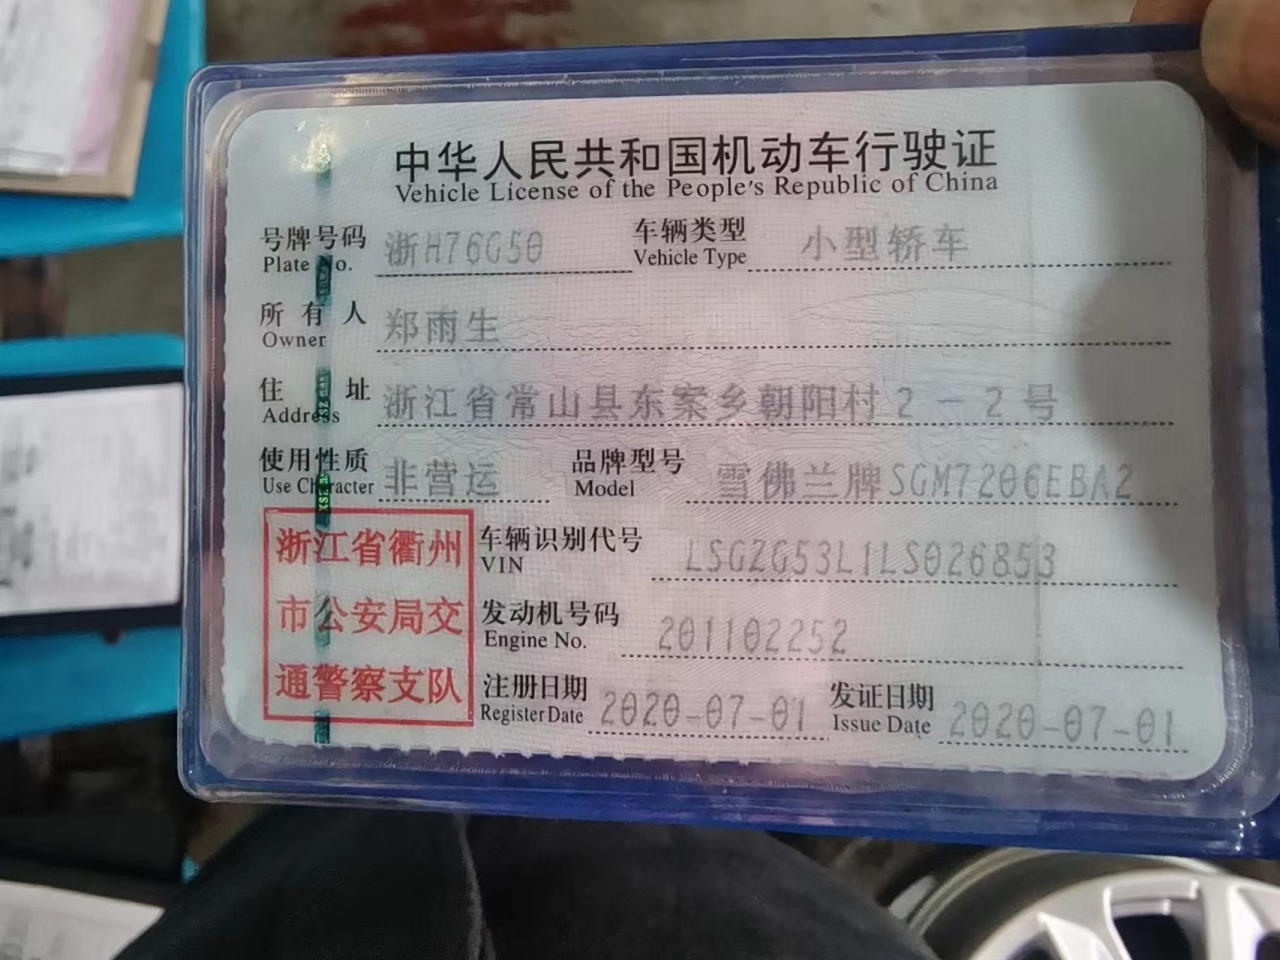 中华人民共和国机动车行驶证
Vehicle License of the People's Republic of China
号牌号码 浙H76G50 车辆类型 小型轿车
Plate No. Vehicle Type
所有人 郑雨生
Owner
住址 浙江省常山县东案乡朝阳村2-2号
Address
使用性质 非营运 品牌型号 雪佛兰牌SGM7206EBA2
Use Character Model
浙江省衢州 车辆识别代号 LSGZG53L1LS026853
VIN
市公安局交 发动机号码 201102252
Engine No.
通警察支队 注册日期 2020-07-01 发证日期 2020-07-01
Register Date Issue Date